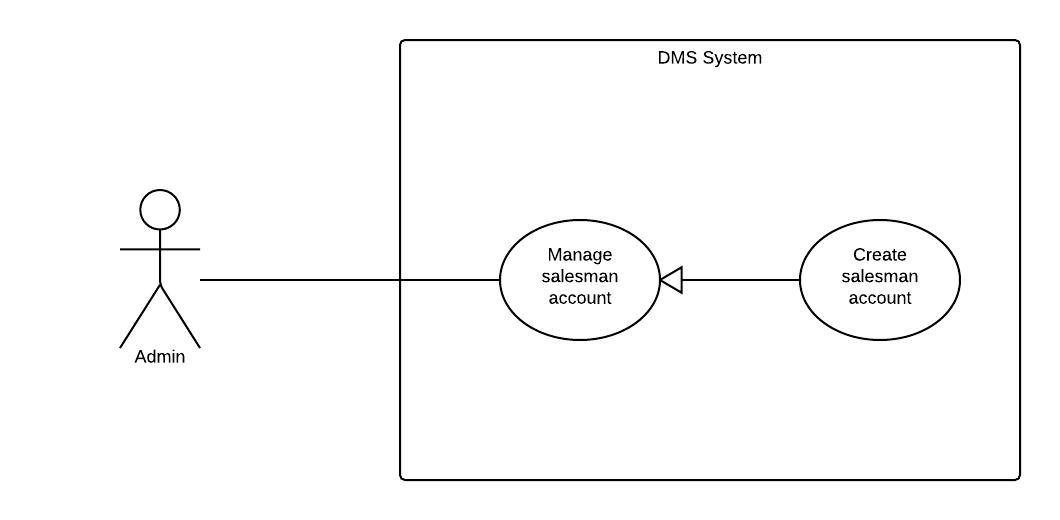 DMS System
Manage
salesman
account
Create
salesman
account
Admin